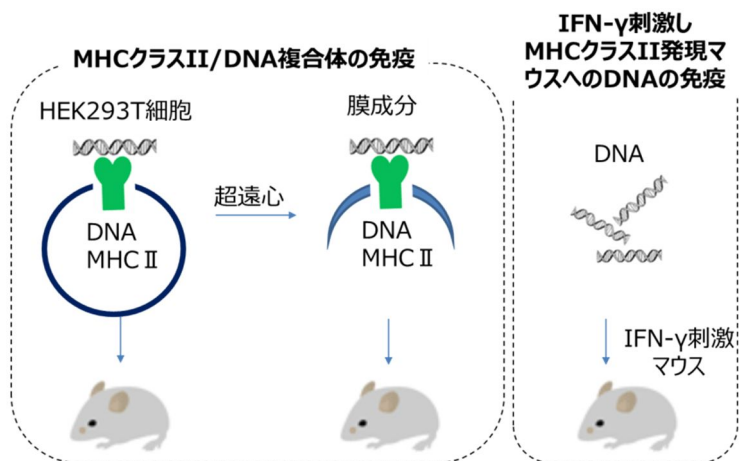 MHCクラスII/DNA複合体の免疫
HEK293T細胞
膜成分
超遠心
DNA
MHCⅡ
DNA
MHCⅡ
IFN-γ刺激し
MHCクラスII発現マ
ウスへのDNAの免疫
DNA
IFN-γ刺激
マウス